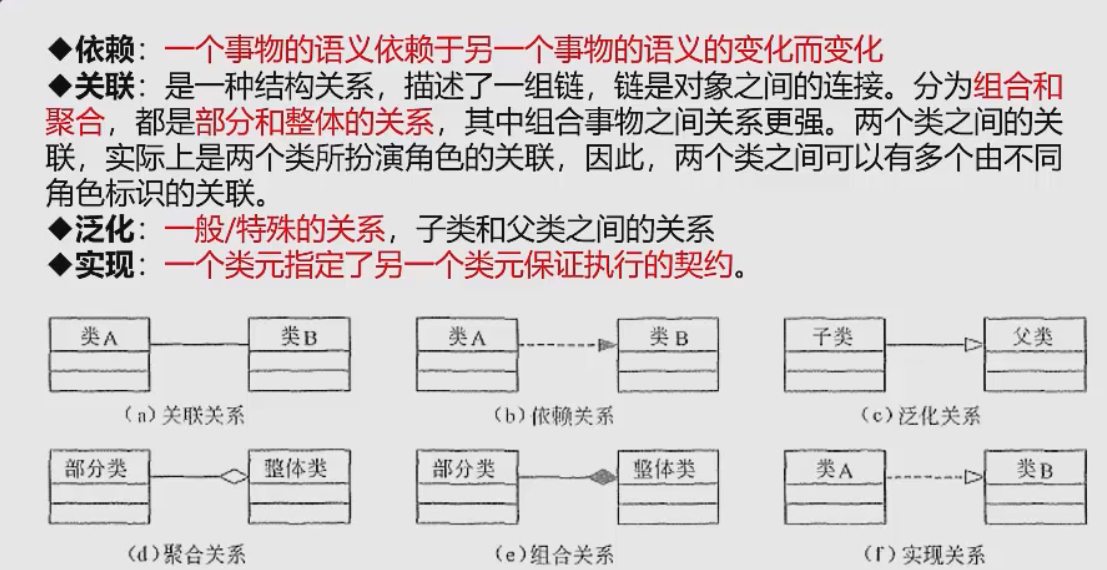 ◆依赖：一个事物的语义依赖于另一个事物的语义的变化而变化
◆关联：是一种结构关系，描述了一组链，链是对象之间的连接。分为组合和
聚合，都是部分和整体的关系，其中组合事物之间关系更强。两个类之间的关
联，实际上是两个类所扮演角色的关联，因此，两个类之间可以有多个由不同
角色标识的关联。
◆泛化：一般/特殊的关系，子类和父类之间的关系
◆实现：一个类元指定了另一个类元保证执行的契约。
类A 类B 类A 类B 子类 父类
（a）关联关系 （b）依赖关系 （c）泛化关系
部分类 整体类 部分类 整体类 类A 类B
（d）聚合关系 （e）组合关系 （f）实现关系